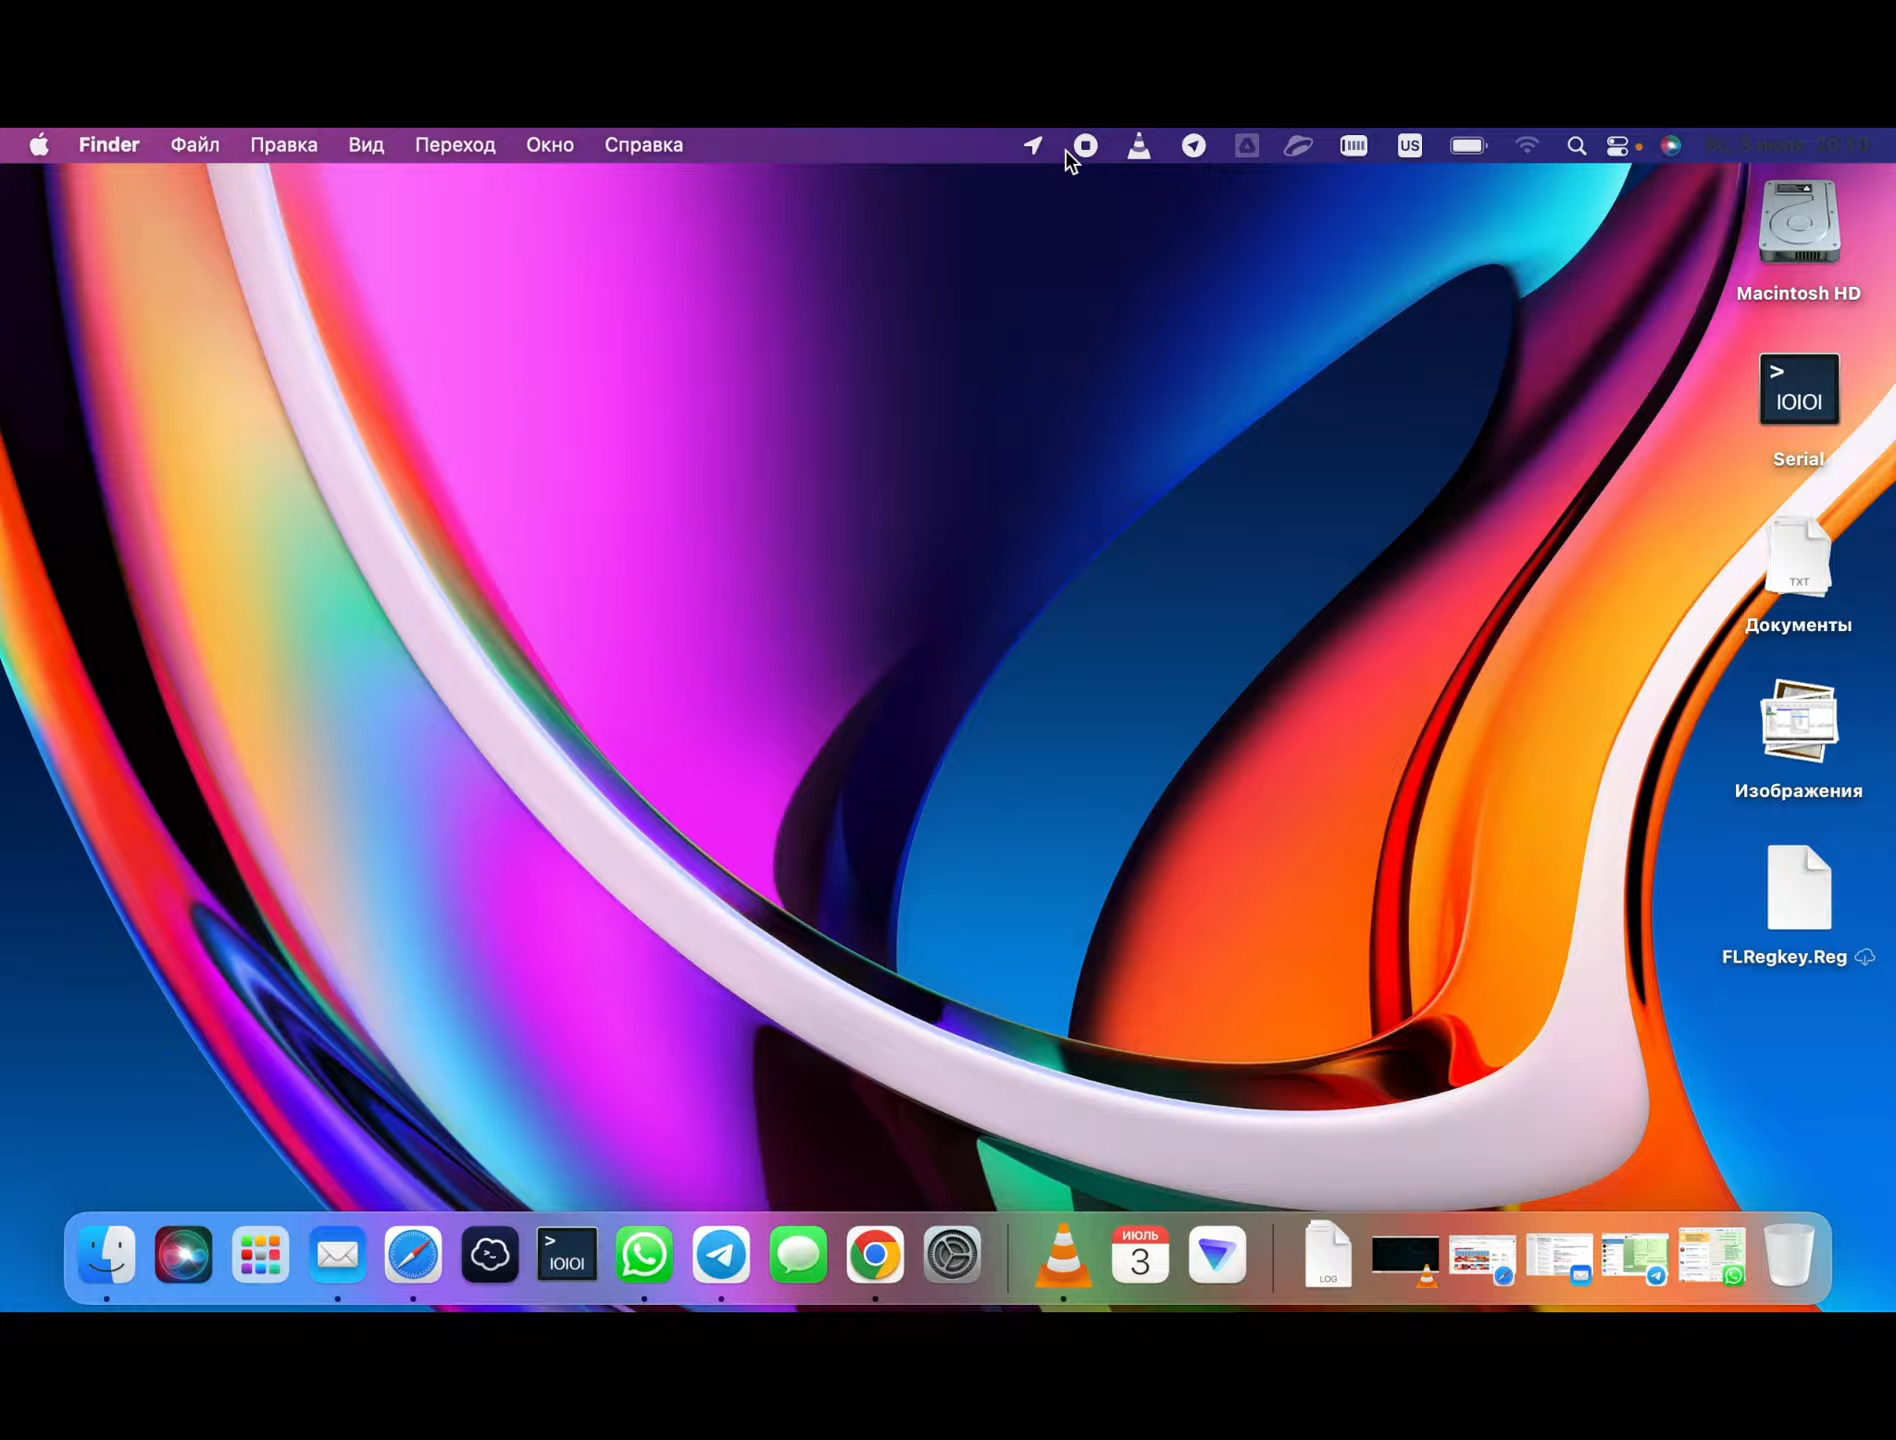 Finder Файл Правка Вид Переход Окно Справка US
Macintosh HD
>
IOIOI
Serial
TXT
Документы
Изображения
FLRegkey.Reg
>
IOIOI
ИЮЛЬ
3
LOG